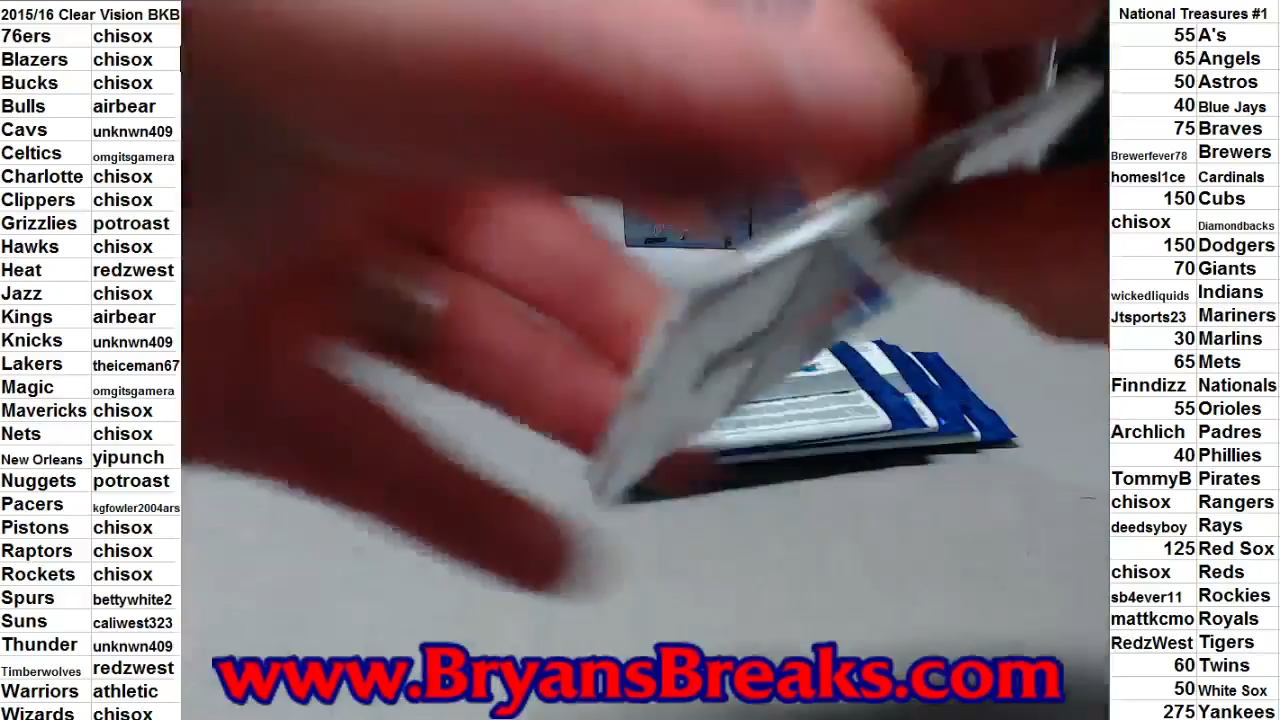 2015/16 Clear Vision BKB
76ers chisox
Blazers chisox
Bucks chisox
Bulls airbear
Cavs unknwn409
Celtics omgitsgamera
Charlotte chisox
Clippers chisox
Grizzlies potroast
Hawks chisox
Heat redzwest
Jazz chisox
Kings airbear
Knicks unknwn409
Lakers theiceman67
Magic omgitsgamera
Mavericks chisox
Nets chisox
New Orleans yipunch
Nuggets potroast
Pacers kgfowler2004ars
Pistons chisox
Raptors chisox
Rockets chisox
Spurs bettywhite2
Suns caliwest323
Thunder unknwn409
Timberwolves redzwest
Warriors athletic
Wizards chisox
www.BryansBreaks.com
National Treasures #1
55 A's
65 Angels
50 Astros
40 Blue Jays
75 Braves
Brewerfever78 Brewers
homesl1ce Cardinals
150 Cubs
chisox Diamondbacks
150 Dodgers
70 Giants
wickedliquids Indians
Jtsports23 Mariners
30 Marlins
65 Mets
Finndizz Nationals
55 Orioles
Archlich Padres
40 Phillies
TommyB Pirates
chisox Rangers
deedsyboy Rays
125 Red Sox
chisox Reds
sb4ever11 Rockies
mattkcmo Royals
RedzWest Tigers
60 Twins
50 White Sox
275 Yankees